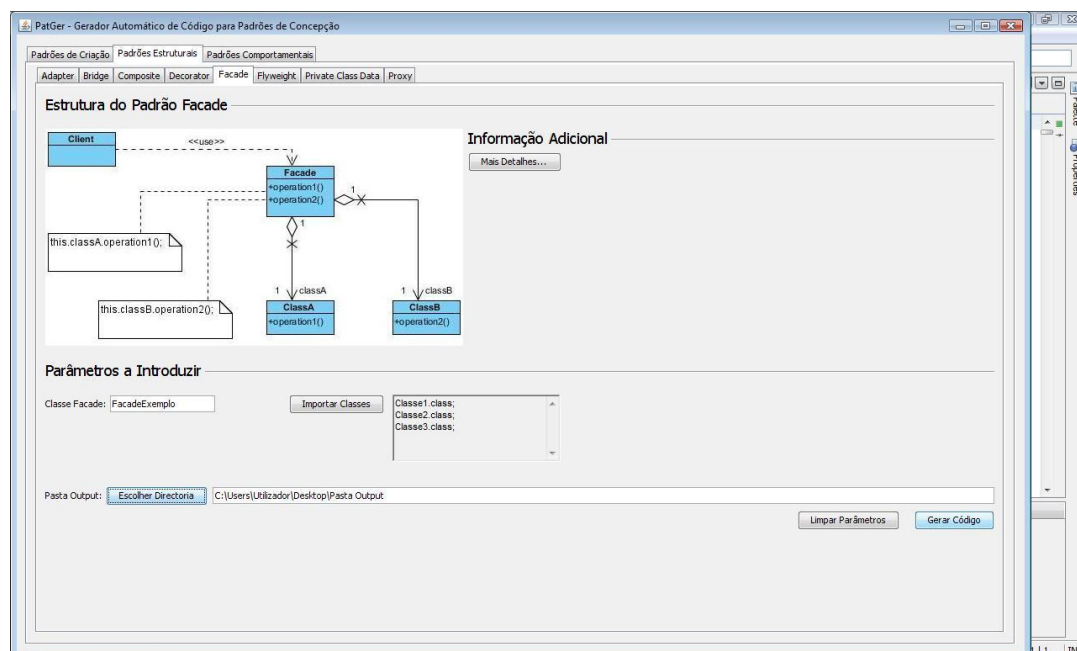 PatGer - Gerador Automático de Código para Padrões de Concepção
Padrões de Criação Padrões Estruturais Padrões Comportamentais
Adapter Bridge Composite Decorator Facade Flyweight Private Class Data Proxy
Estrutura do Padrão Facade
Client
<<use>>
Facade
+operation1()
+operation2()
1
1
this.classA.operation1();
this.classB.operation2();
1 classA
1 classB
ClassA
+operation1()
ClassB
+operation2()
Informação Adicional
Mais Detalhes...
Parâmetros a Introduzir
Classe Facade: FacadeExemplo
Importar Classes
Classe1.class;
Classe2.class;
Classe3.class;
Pasta Output: Escolher Directoria C:\Users\Utilizador\Desktop\Pasta Output
Limpar Parâmetros Gerar Código
Palette
Properties